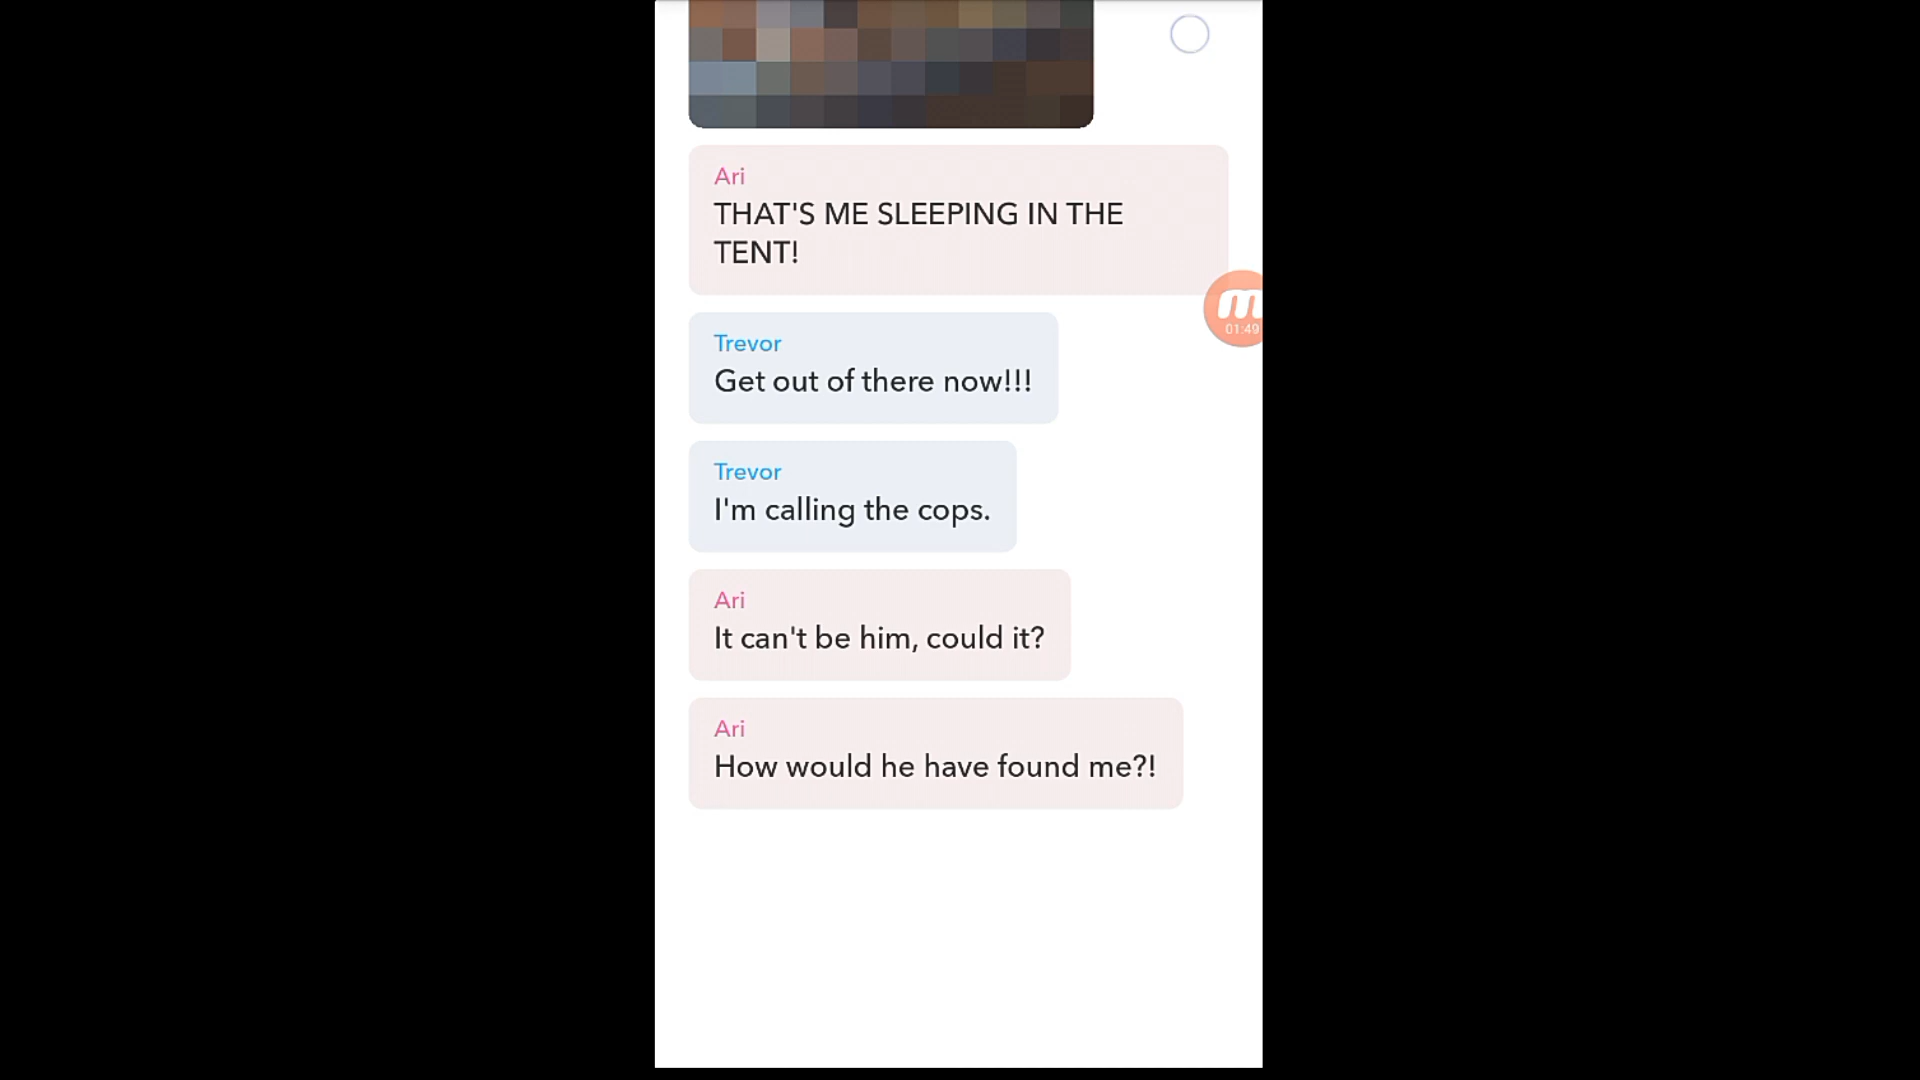 Ari
THAT'S ME SLEEPING IN THE
TENT!
01:49
Trevor
Get out of there now!!!
Trevor
I'm calling the cops.
Ari
It can't be him, could it?
Ari
How would he have found me?!